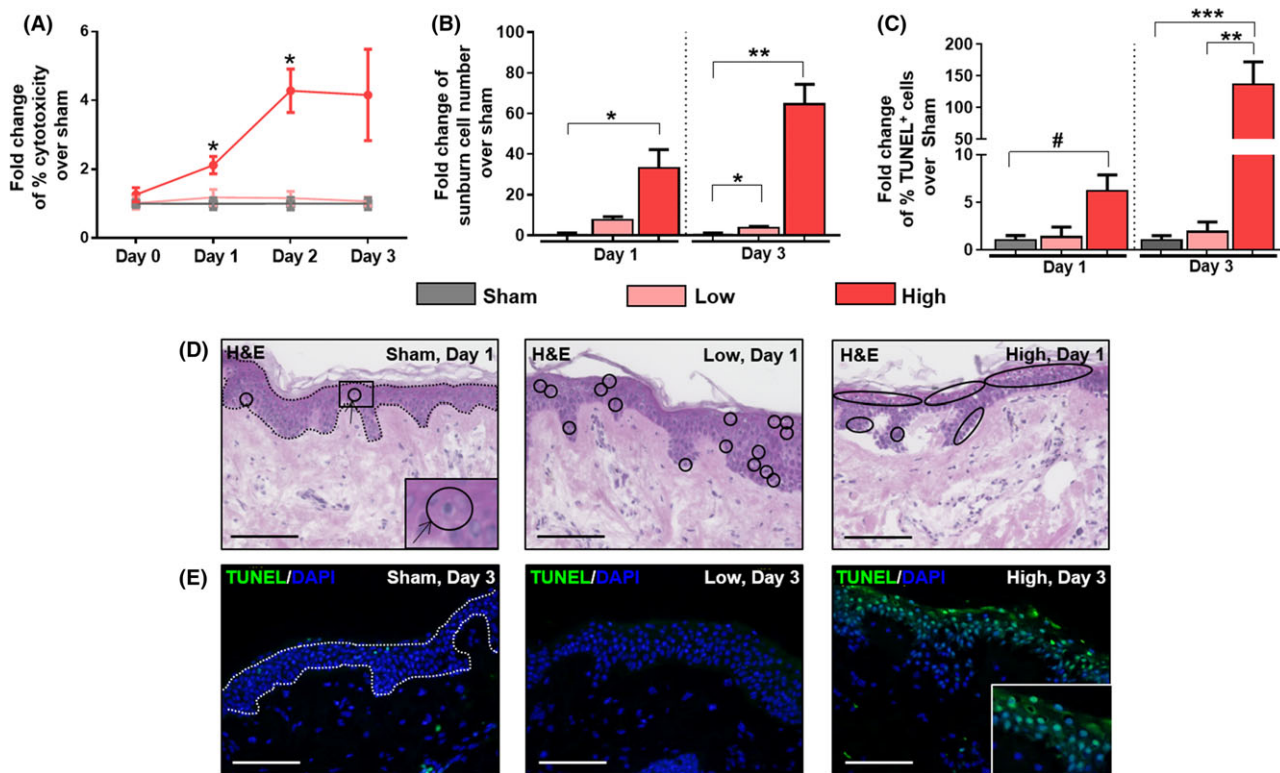 (A)
Fold change
of % cytotoxicity
over sham
6
4
2
0
*
*
Day 0
Day 1
Day 2
Day 3
(B)
Fold change of
sunburn cell number
over sham
100
80
60
40
20
0
*
**
*
Day 1
Day 3
(C)
Fold change
of % TUNEL+ cells
over Sham
200
150
100
50
10
5
0
#
***
**
Day 1
Day 3
Sham
Low
High
(D)
H&E
Sham, Day 1
H&E
Low, Day 1
H&E
High, Day 1
(E)
TUNEL/DAPI
Sham, Day 3
TUNEL/DAPI
Low, Day 3
TUNEL/DAPI
High, Day 3